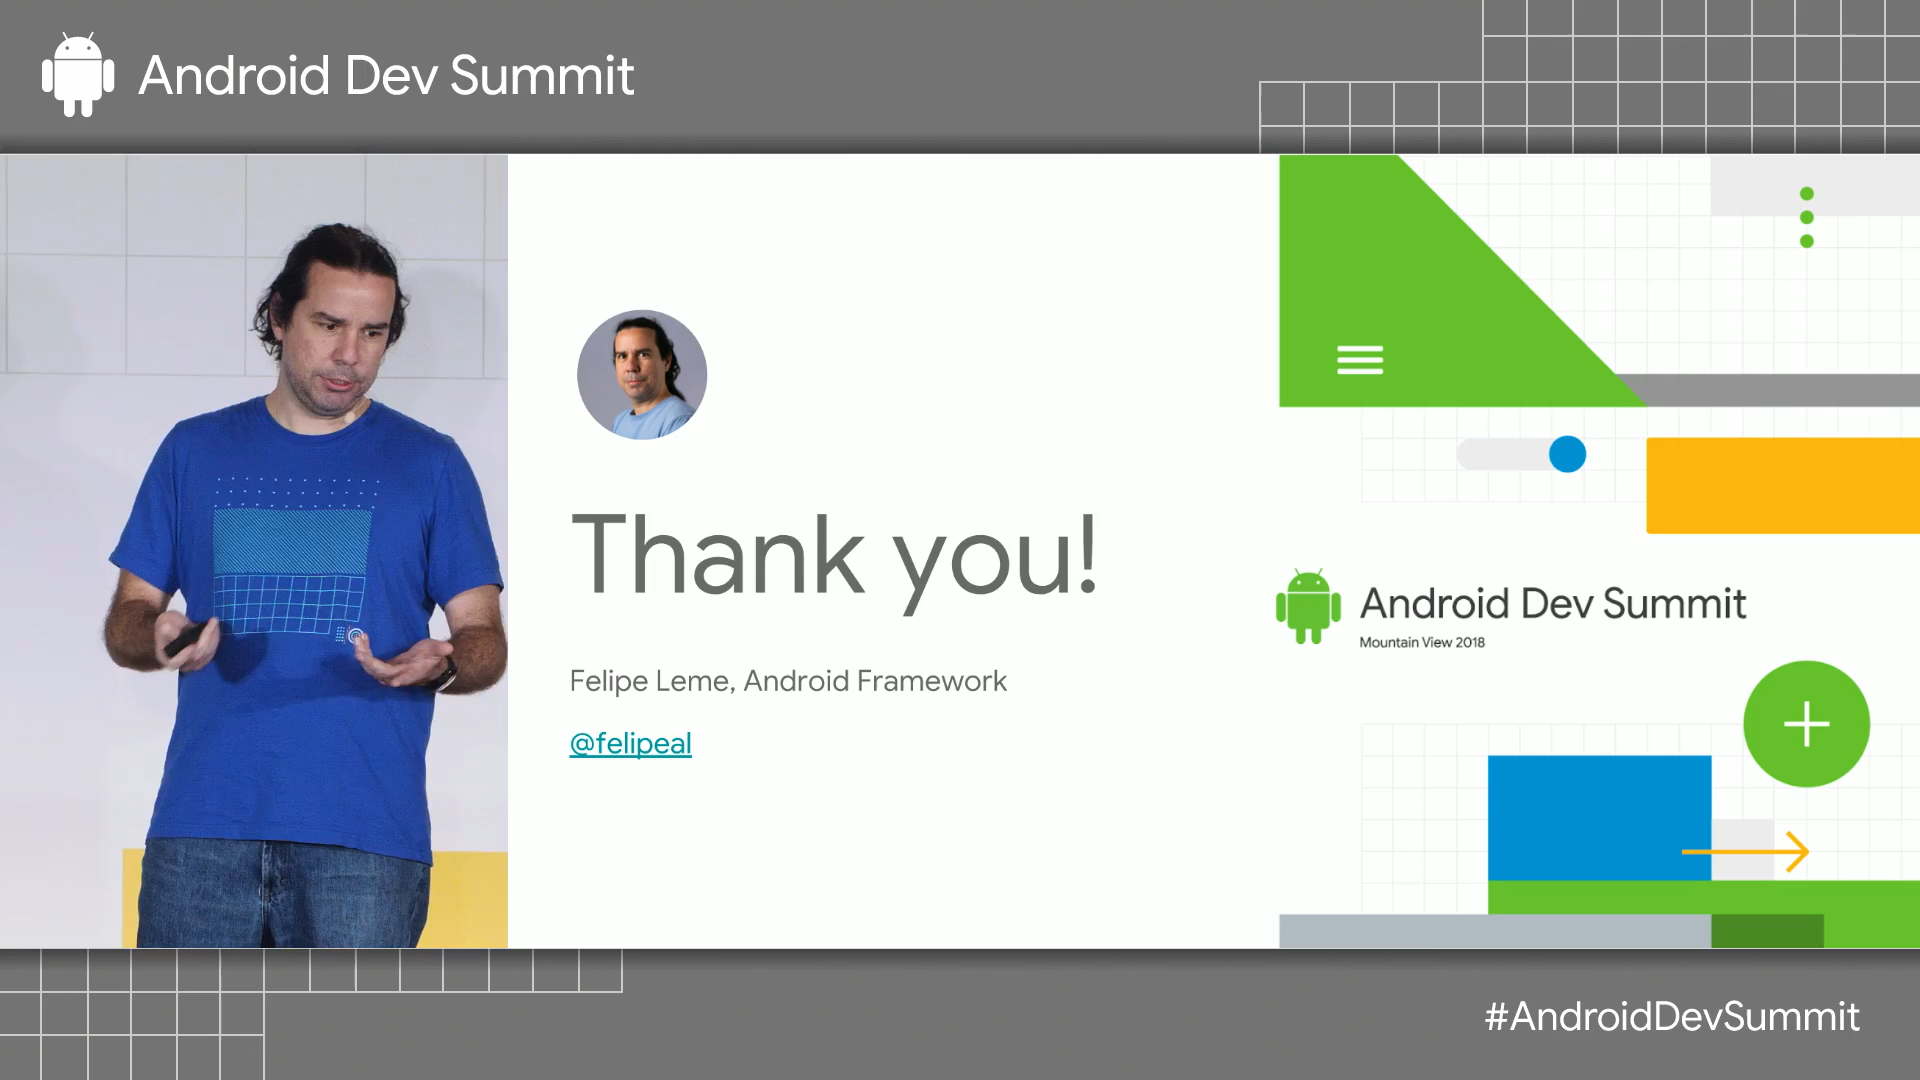 Android Dev Summit
Thank you!
Felipe Leme, Android Framework
@felipeal
Android Dev Summit
Mountain View 2018
#AndroidDevSummit